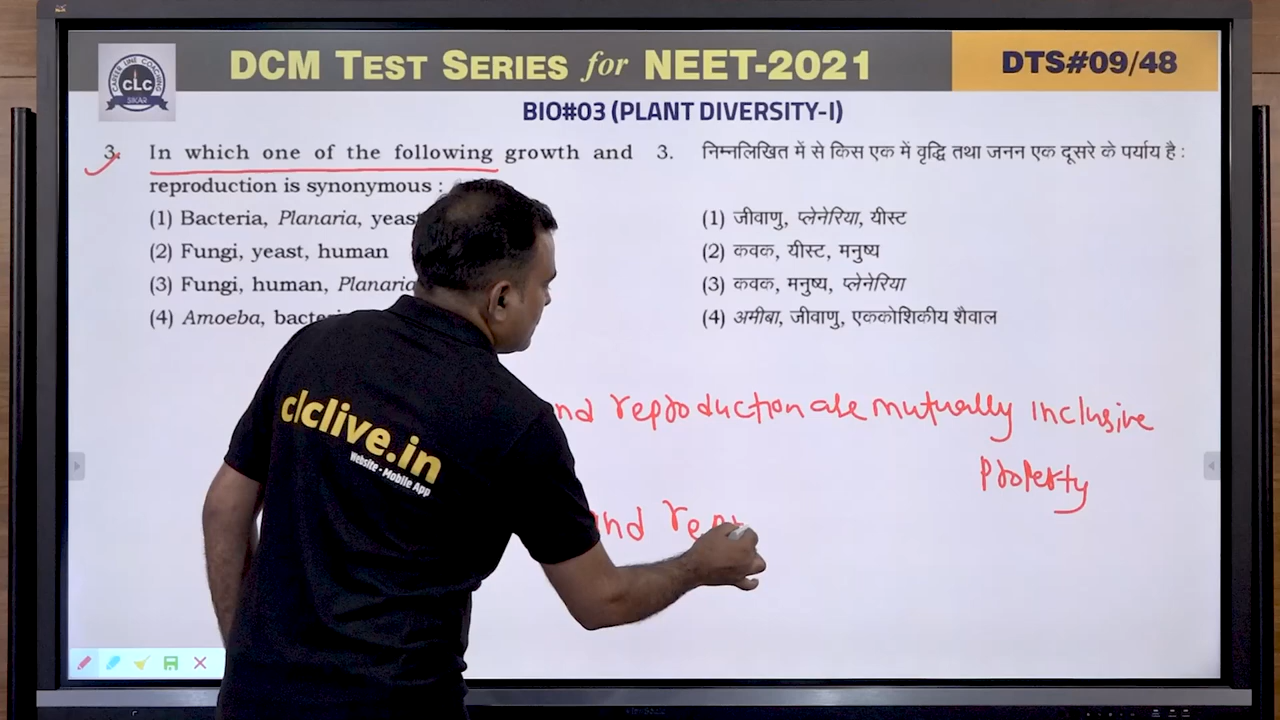 CLC
SIKAR
DCM TEST SERIES for NEET-2021
DTS#09/48
BIO#03 (PLANT DIVERSITY-I)
3. In which one of the following growth and
reproduction is synonymous :
(1) Bacteria, Planaria, yeast
(2) Fungi, yeast, human
(3) Fungi, human, Planaria
(4) Amoeba,
3. निम्नलिखित में से किस एक में वृद्धि तथा जनन एक दूसरे के पर्याय है :
(1) जीवाणु, प्लेनेरिया, यीस्ट
(2) कवक, यीस्ट, मनुष्य
(3) कवक, मनुष्य, प्लेनेरिया
(4) अमीबा, जीवाणु, एककोशिकीय शैवाल
reproduction are mutually inclusive
Property
and
clclive.in
Website - Mobile App